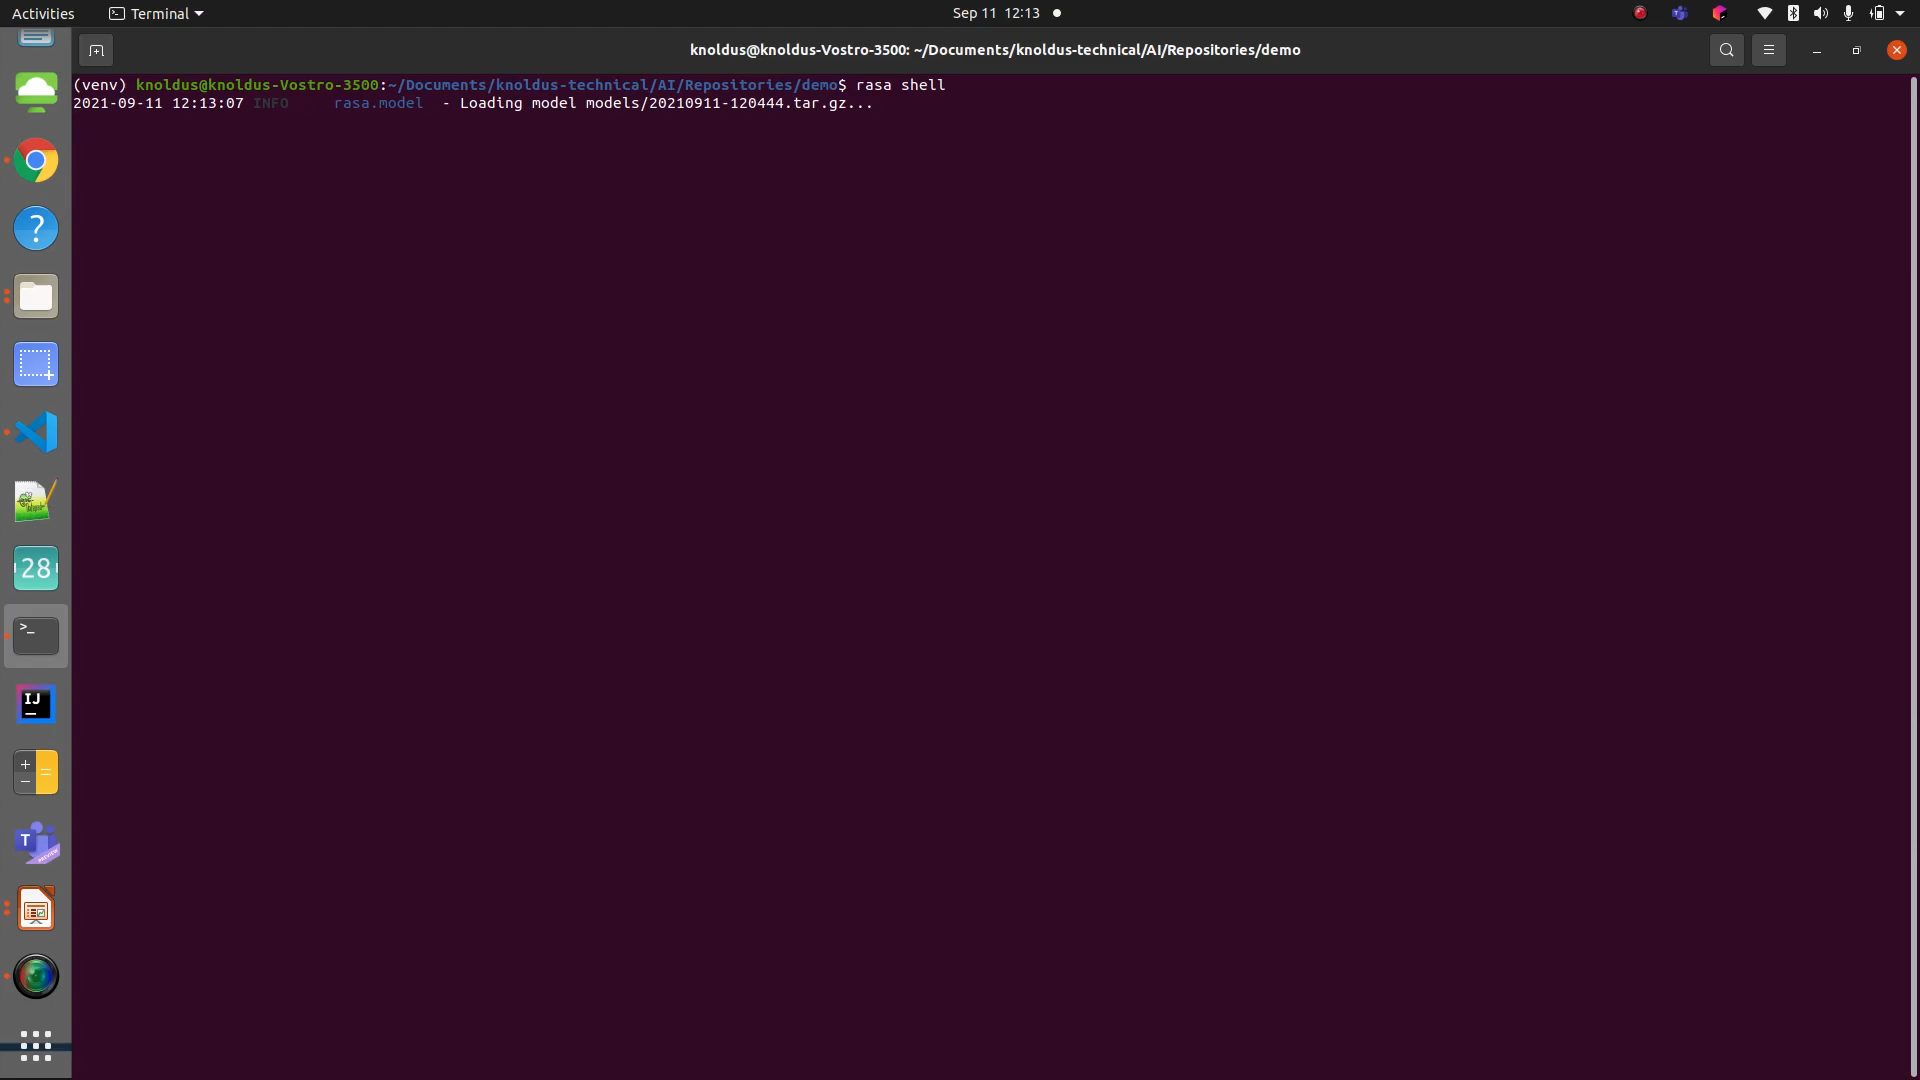 Activities
Terminal
Sep 11 12:13
knoldus@knoldus-Vostro-3500: ~/Documents/knoldus-technical/AI/Repositories/demo
(venv) knoldus@knoldus-Vostro-3500:~/Documents/knoldus-technical/AI/Repositories/demo$ rasa shell
2021-09-11 12:13:07 INFO     rasa.model  - Loading model models/20210911-120444.tar.gz...
?
28
>_
IJ
T
PREVIEW